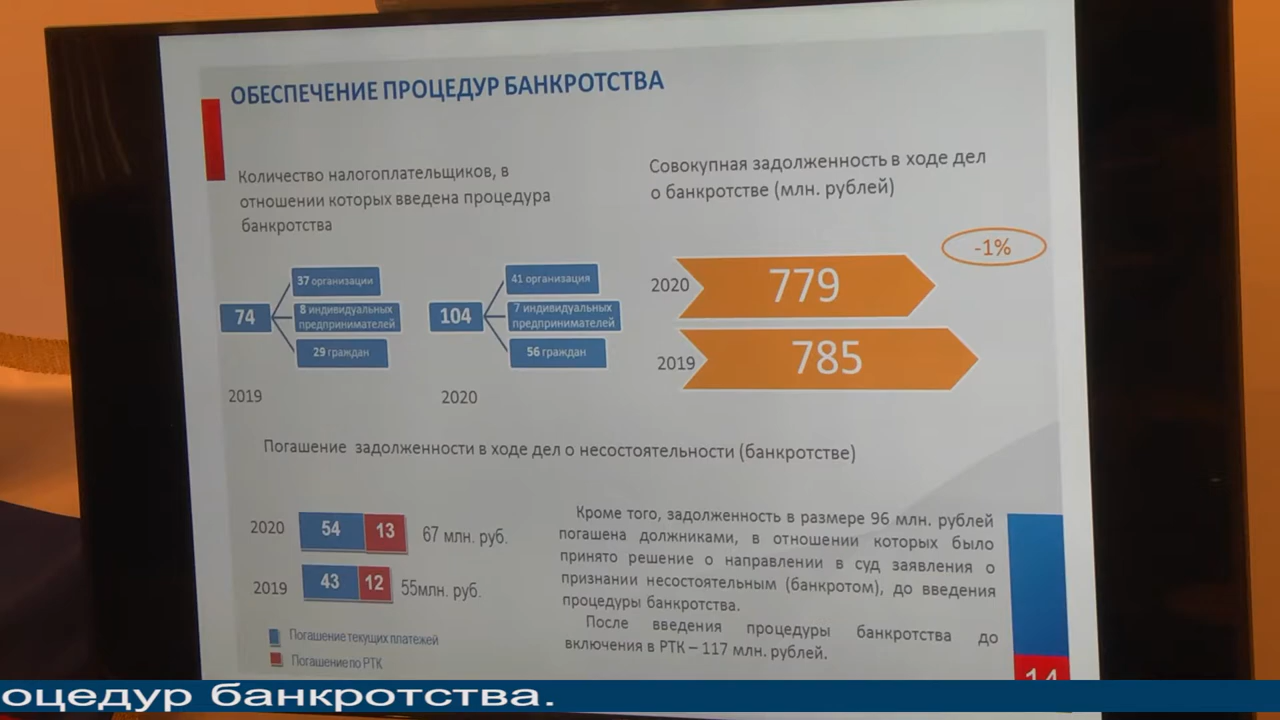 ОБЕСПЕЧЕНИЕ ПРОЦЕДУР БАНКРОТСТВА
Количество налогоплательщиков, в
отношении которых введена процедура
банкротства
Совокупная задолженность в ходе дел
о банкротстве (млн. рублей)
-1%
74
37 организации
8 индивидуальных
предпринимателей
29 граждан
2019
104
41 организация
7 индивидуальных
предпринимателей
56 граждан
2020
2020
779
2019
785
Погашение задолженности в ходе дел о несостоятельности (банкротстве)
2020
54
13
67 млн. руб.
2019
43
12
55млн. руб.
Погашение текущих платежей
Погашение по РТК
Кроме того, задолженность в размере 96 млн. рублей
погашена должниками, в отношении которых было
принято решение о направлении в суд заявления о
признании несостоятельным (банкротом), до введения
процедуры банкротства.
После введения процедуры банкротства до
включения в РТК – 117 млн. рублей.
14
оцедур банкротства.